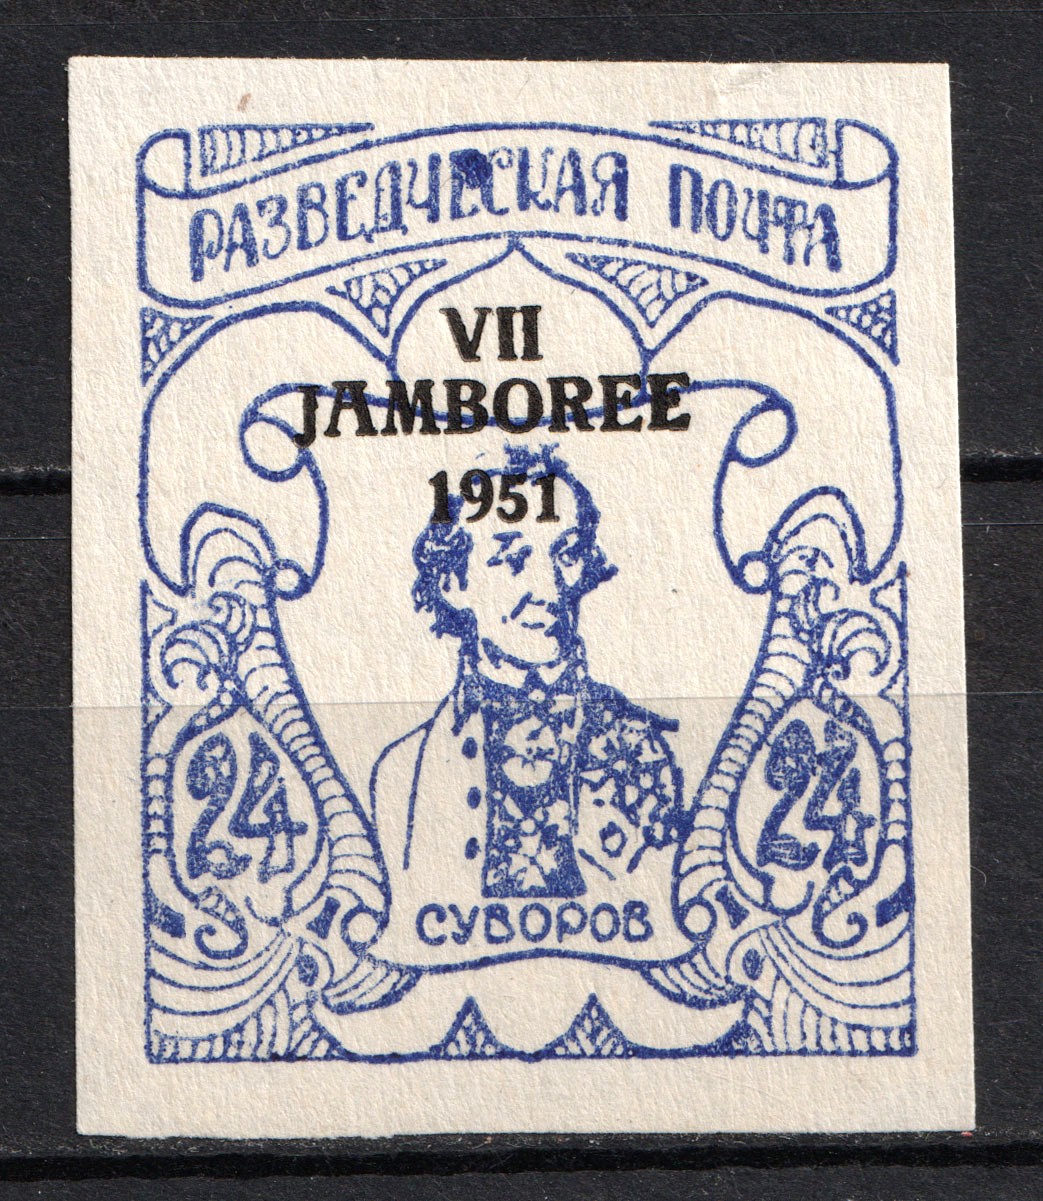 РАЗВЕДЧЕСКАЯ ПОЧТА
VII
JAMBOREE
1951
24 24
СУВОРОВ